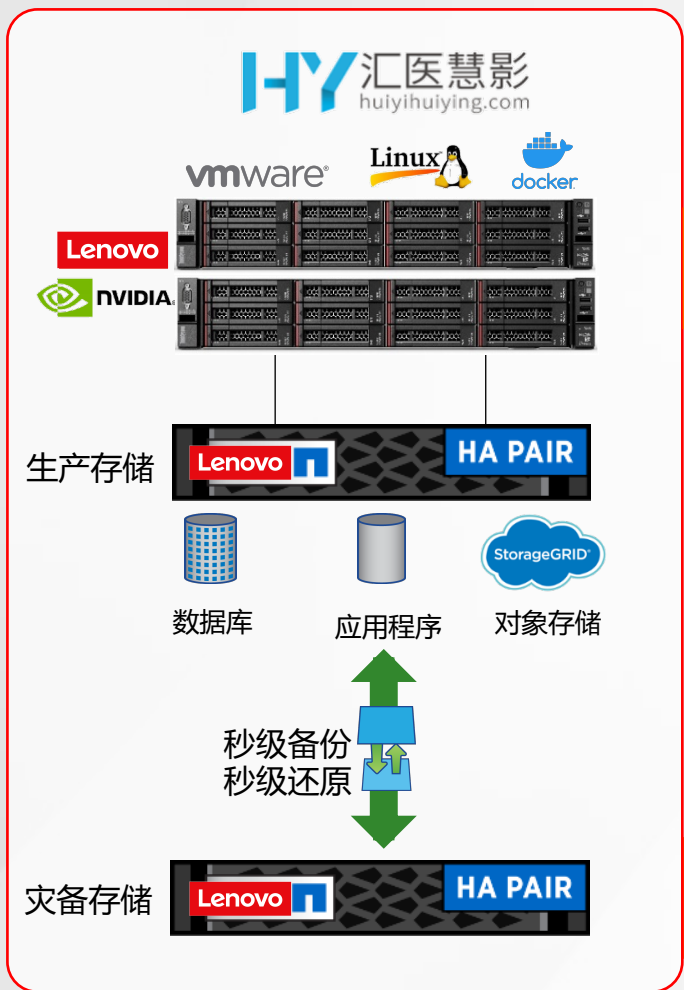 HY 汇医慧影
huiyihuiying.com
vmware®
Linux
docker
Lenovo
NVIDIA.
生产存储
Lenovo
HA PAIR
StorageGRID®
数据库
应用程序
对象存储
秒级备份
秒级还原
灾备存储
Lenovo
HA PAIR